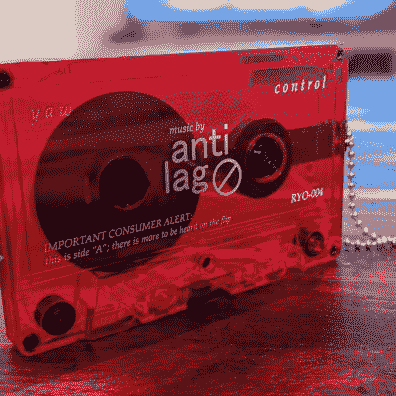 control
yaw
music by
anti
lag
RYO-004
IMPORTANT CONSUMER ALERT:
this is side "A"; there is more to be heard on the flip